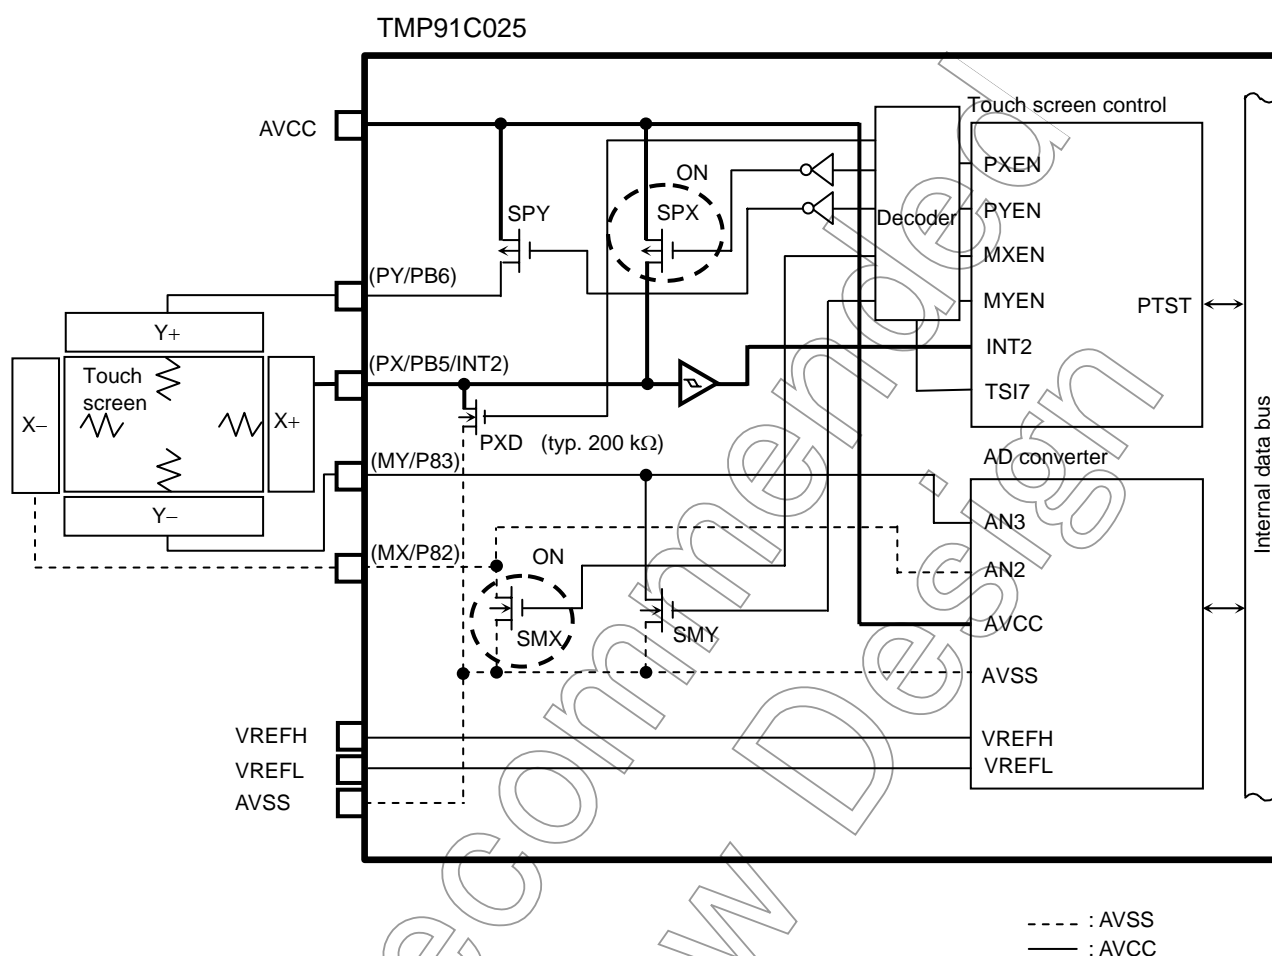 TMP91C025
AVCC
Touch screen control
ON
PXEN
SPY
SPX
PYEN
Decoder
MXEN
(PY/PB6)
MYEN
PTST
Y+
INT2
(PX/PB5/INT2)
Touch
screen
TSI7
X−
X+
PXD (typ. 200 kΩ)
(MY/P83)
AD converter
Y−
AN3
(MX/P82)
ON
AN2
AVCC
SMX
SMY
AVSS
VREFH
VREFH
VREFL
VREFL
AVSS
Internal data bus
: AVSS
: AVCC
ecommended
w Design